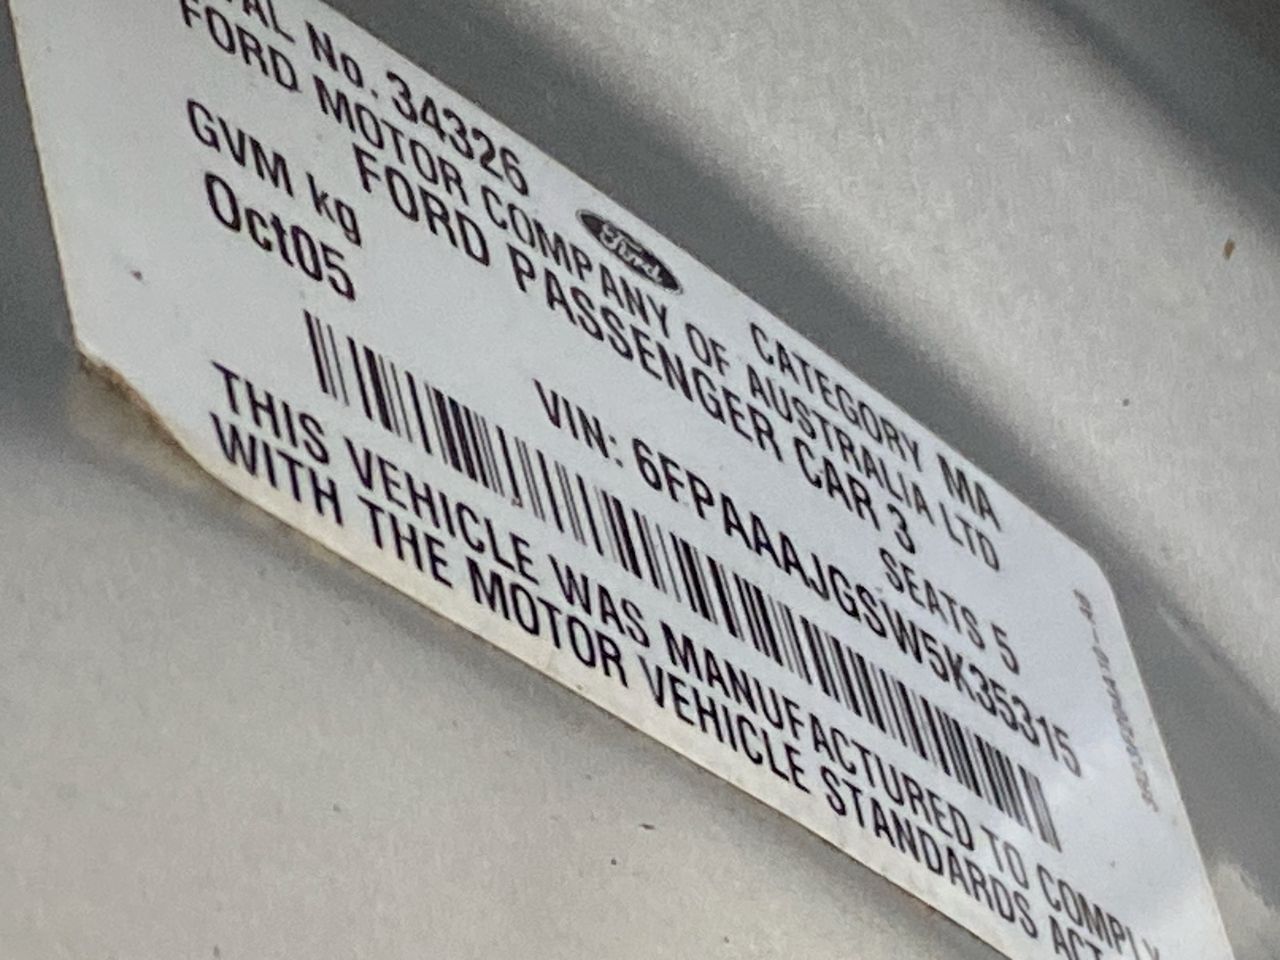 No. 34326
Ford
CATEGORY MA
FORD MOTOR COMPANY OF AUSTRALIA LTD
FORD PASSENGER CAR 3
GVM kg
SEATS 5
Oct05
VIN: 6FPAAAJGSW5K35315
THIS VEHICLE WAS MANUFACTURED TO COMPLY
WITH THE MOTOR VEHICLE STANDARDS ACT